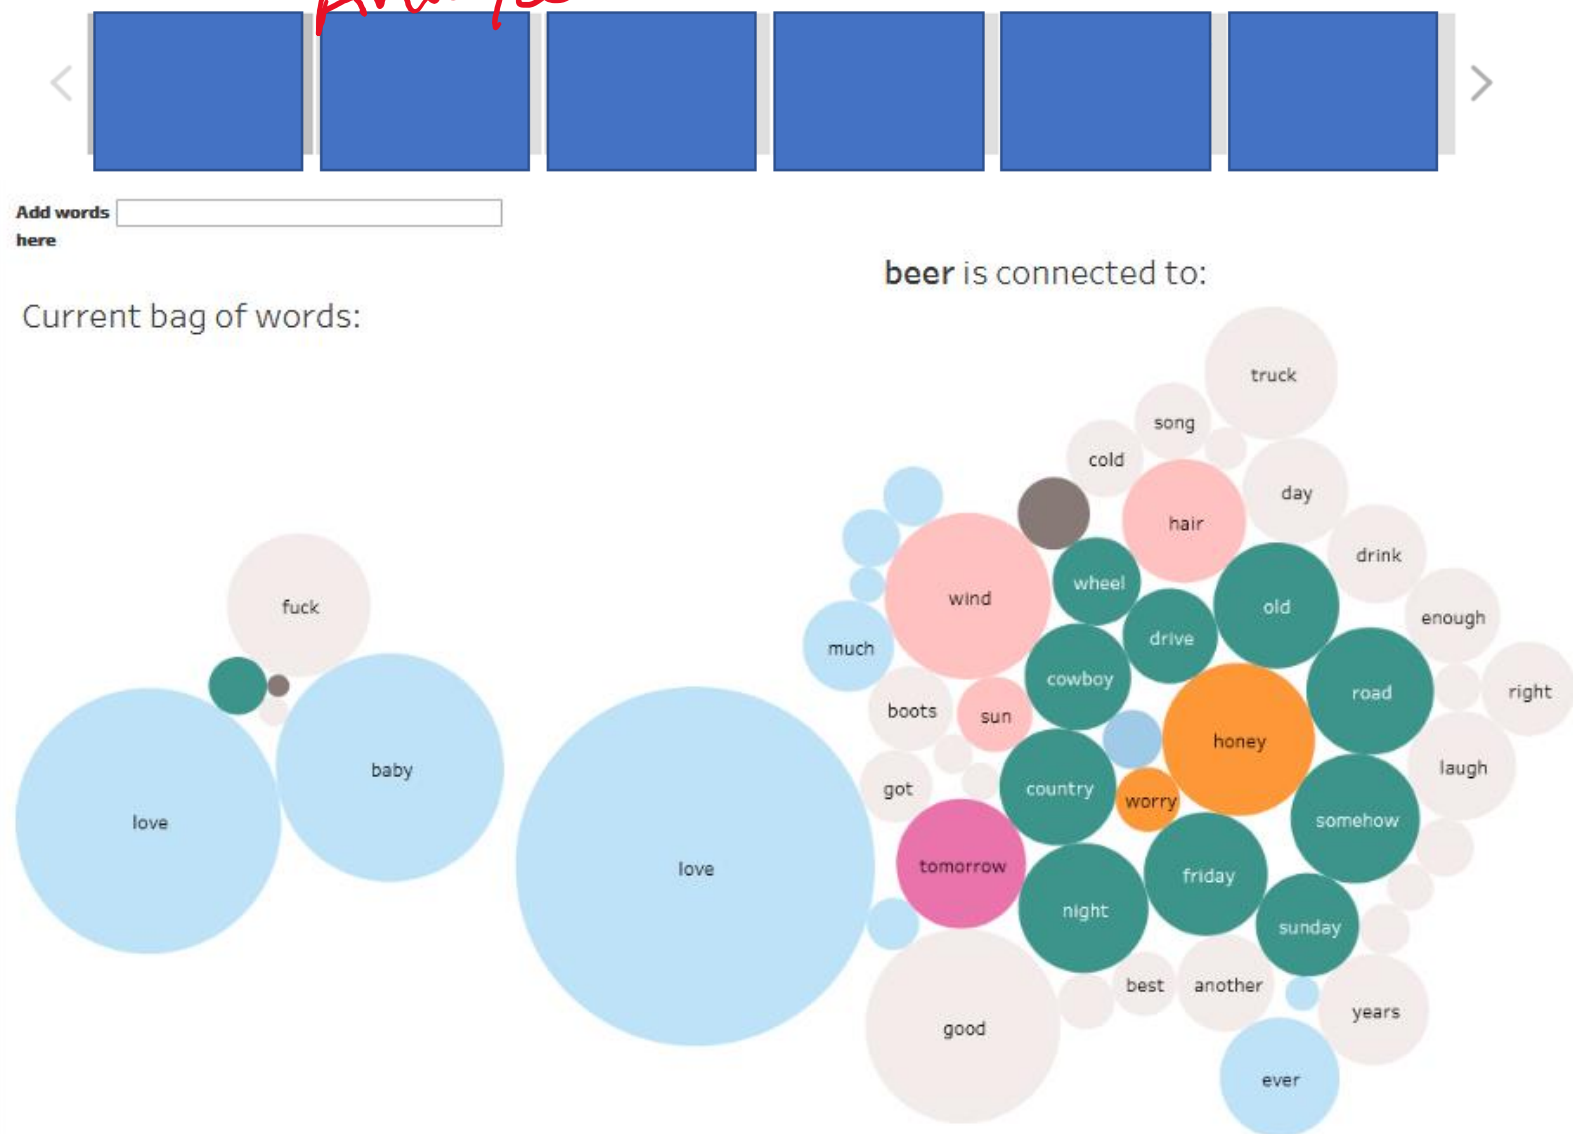 Add words
here
beer is connected to:
Current bag of words:
truck
song
cold
day
hair
drink
wheel
wind
old
fuck
enough
drive
much
cowboy
road
right
boots
sun
honey
laugh
baby
got
country
worry
love
somehow
love
tomorrow
friday
night
sunday
best
another
years
good
ever